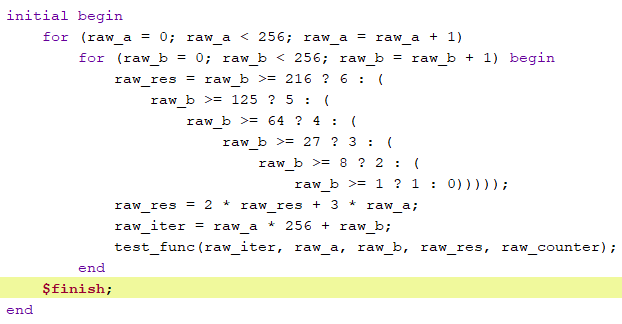 initial begin
for (raw_a = 0; raw_a < 256; raw_a = raw_a + 1)
for (raw_b = 0; raw_b < 256; raw_b = raw_b + 1) begin
raw_res = raw_b >= 216 ? 6 : (
raw_b >= 125 ? 5 : (
raw_b >= 64 ? 4 : (
raw_b >= 27 ? 3 : (
raw_b >= 8 ? 2 : (
raw_b >= 1 ? 1 : 0)))));
raw_res = 2 * raw_res + 3 * raw_a;
raw_iter = raw_a * 256 + raw_b;
test_func(raw_iter, raw_a, raw_b, raw_res, raw_counter);
end
$finish;
end